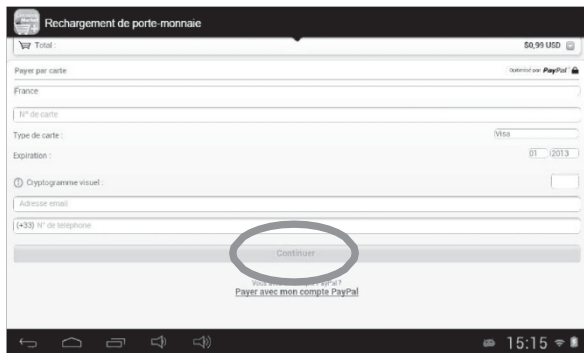 Rechargement de porte-monnaie
Total :
$0,99 USD
Payer par carte
Optimisé par PayPal
France
N° de carte
Type de carte :
Visa
Expiration :
01
2013
Cryptogramme visuel :
Adresse email
(+33) N° de téléphone
Continuer
Payer avec mon compte PayPal
15:15